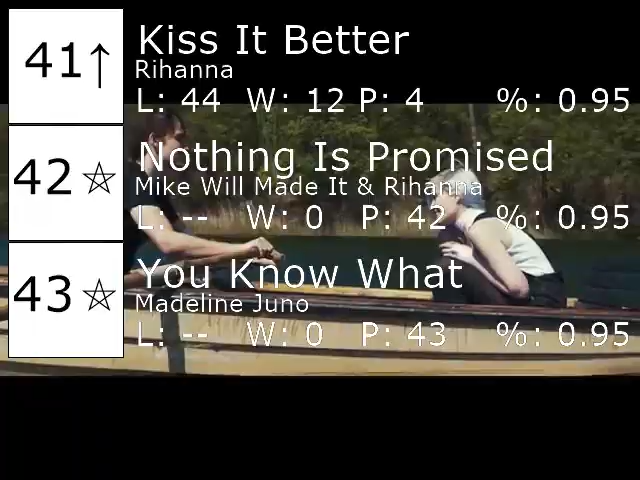 41↑ Kiss It Better
Rihanna
L: 44 W: 12 P: 4 %: 0.95
42☆ Nothing Is Promised
Mike Will Made It & Rihanna
L: -- W: 0 P: 42 %: 0.95
43☆ You Know What
Madeline Juno
L: -- W: 0 P: 43 %: 0.95